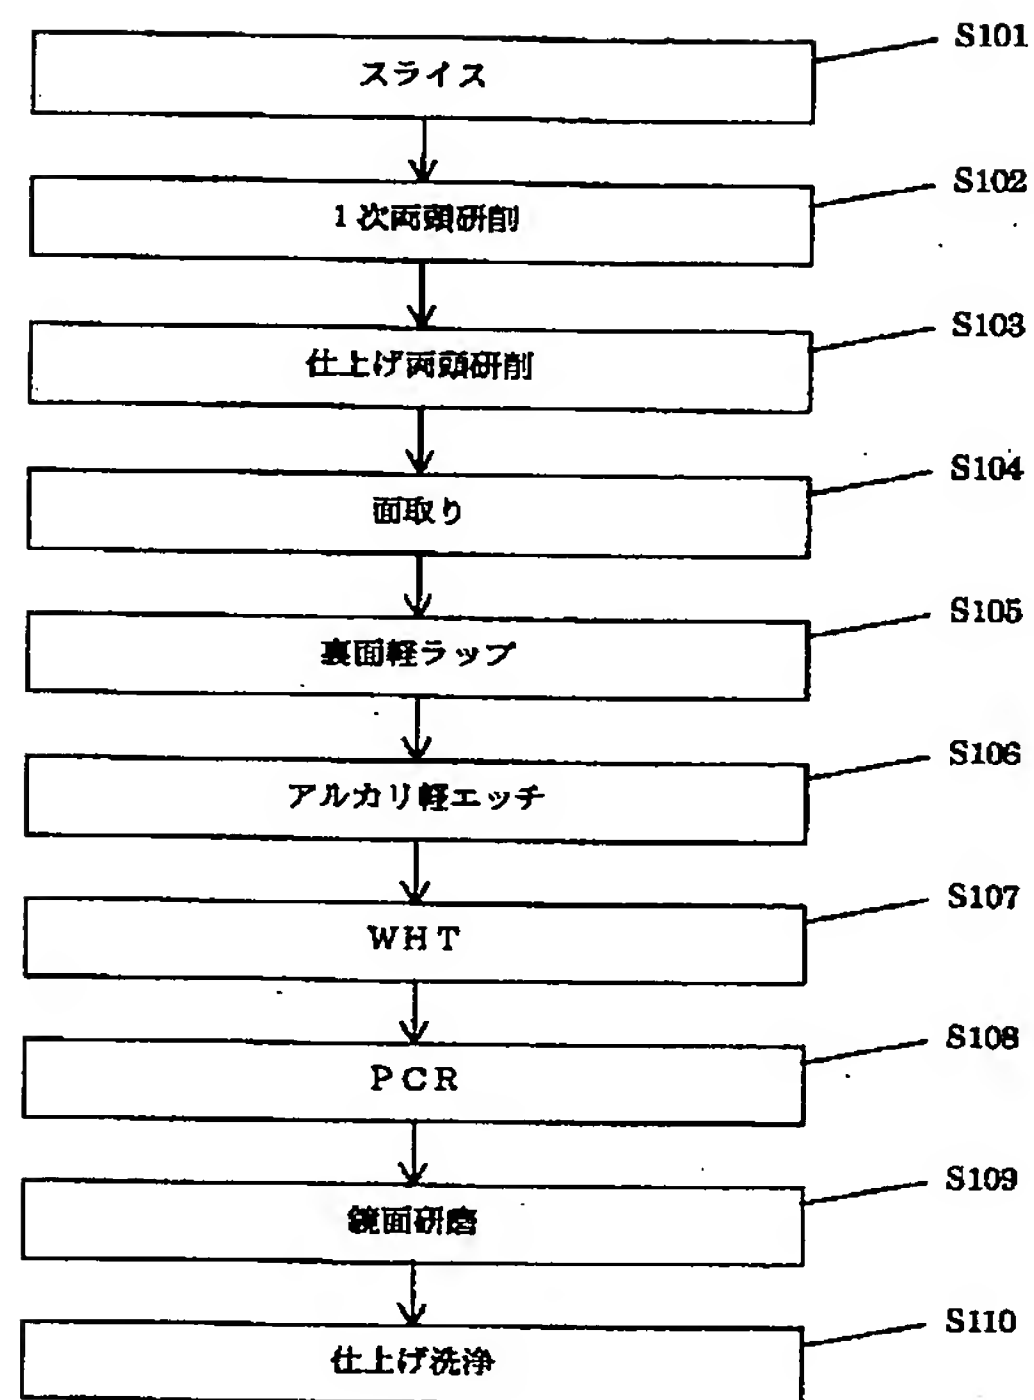 スライス
S101
1次両頭研削
S102
仕上げ両頭研削
S103
面取り
S104
裏面軽ラップ
S105
アルカリ軽エッチ
S106
WHT
S107
PCR
S108
鏡面研磨
S109
仕上げ洗浄
S110